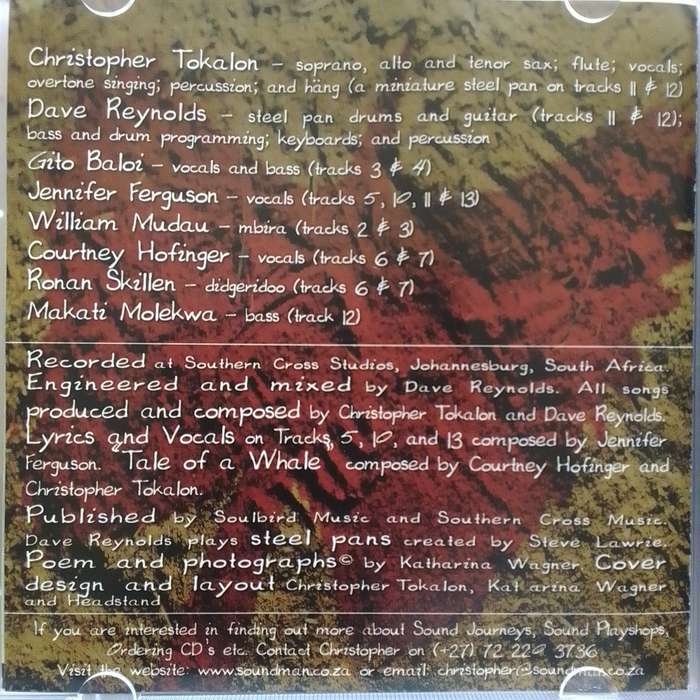 Christopher Tokalon – soprano, alto and tenor sax; flute; vocals;
overtone singing; percussion; and häng (a miniature steel pan on tracks 11 & 12)
Dave Reynolds – steel pan drums and guitar (tracks 11 & 12);
bass and drum programming; keyboards; and percussion
Gito Baloi – vocals and bass (tracks 3 & 4)
Jennifer Ferguson – vocals (tracks 5, 10, 11 & 13)
William Mudau – mbira (tracks 2 & 3)
Courtney Hofinger – vocals (tracks 6 & 7)
Ronan Skillen – didgeridoo (tracks 6 & 7)
Makati Molekwa – bass (track 12)
Recorded at Southern Cross Studios, Johannesburg, South Africa.
Engineered and mixed by Dave Reynolds. All songs
produced and composed by Christopher Tokalon and Dave Reynolds.
Lyrics and Vocals on Tracks, 5, 10, and 13 composed by Jennifer
Ferguson. "Tale of a Whale" composed by Courtney Hofinger and
Christopher Tokalon.
Published by Soulbird Music and Southern Cross Music.
Dave Reynolds plays steel pans created by Steve Lawrie.
Poem and photographs© by Katharina Wagner Cover
design and layout Christopher Tokalon, Kat arina Wagner
and Headstand
If you are interested in finding out more about Sound Journeys, Sound Playshops,
Ordering CD's etc. Contact Christopher on (+27) 72 229 3736
Visit the website: www.soundman.co.za or email: christopher@soundman.co.za